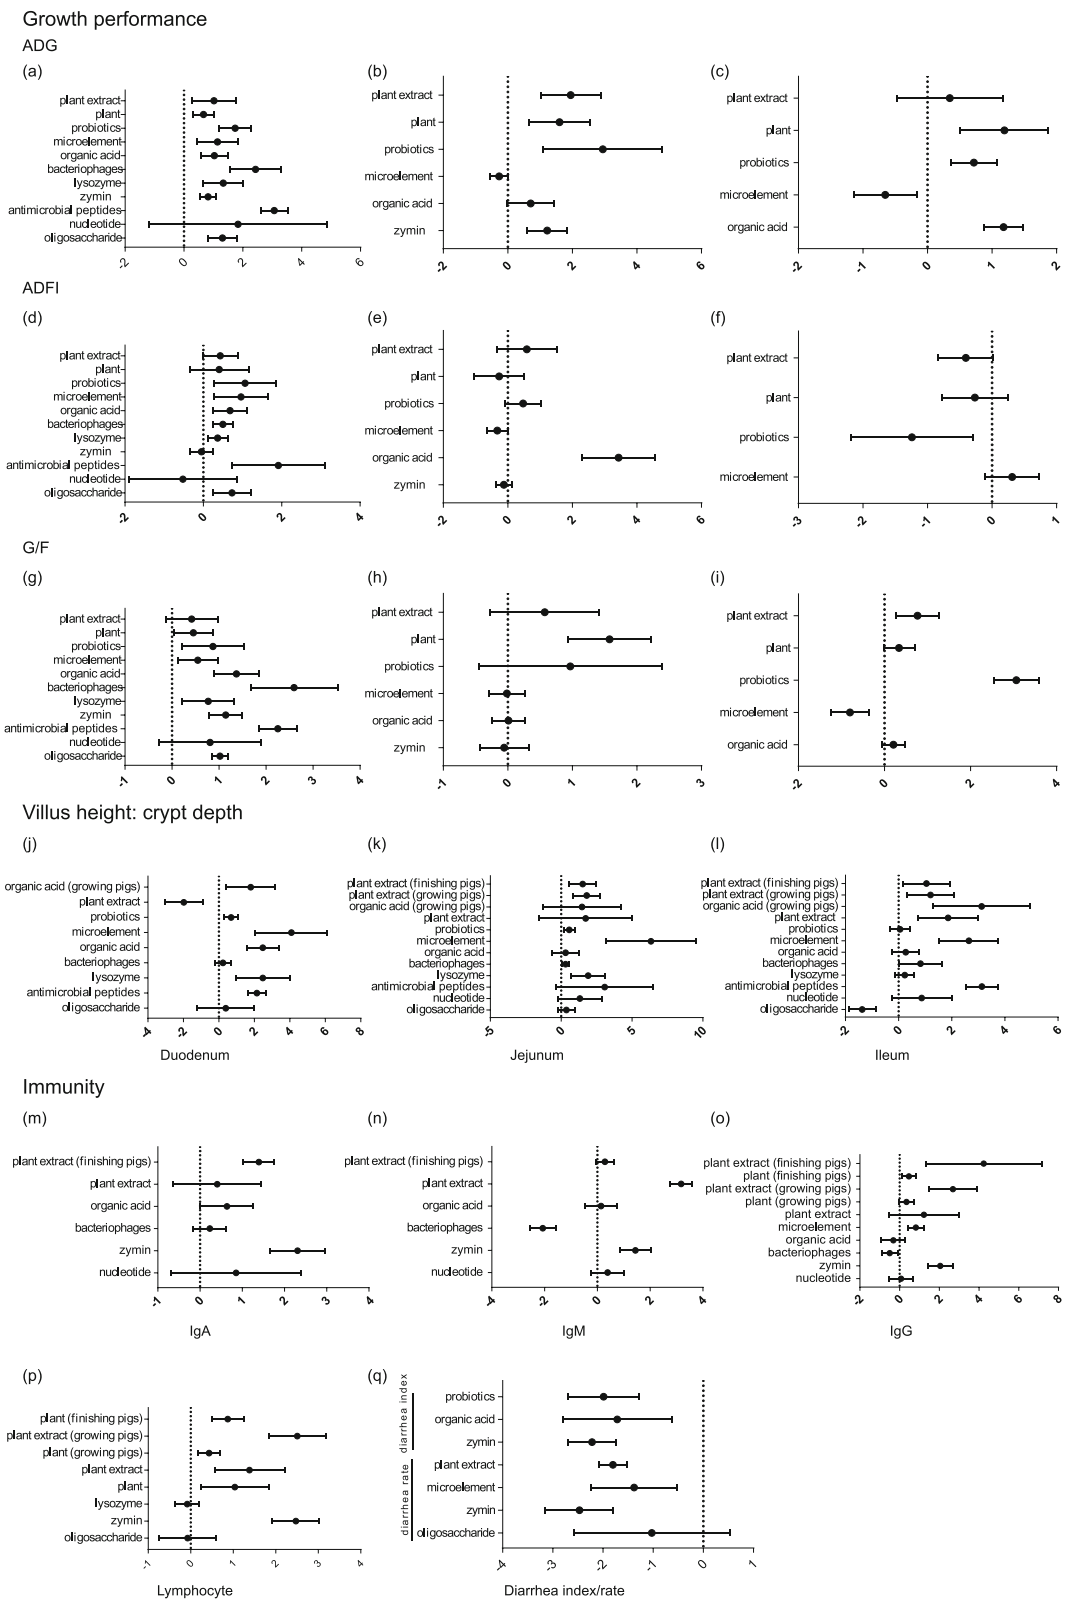 Growth performance
ADG
(a)
plant extract
plant
probiotics
microelement
organic acid
bacteriophages
lysozyme
zymin
antimicrobial peptides
nucleotide
oligosaccharide
-2 0 2 4 6
(b)
plant extract
plant
probiotics
microelement
organic acid
zymin
-2 0 2 4 6
(c)
plant extract
plant
probiotics
microelement
organic acid
-2 -1 0 1 2
ADFI
(d)
plant extract
plant
probiotics
microelement
organic acid
bacteriophages
lysozyme
zymin
antimicrobial peptides
nucleotide
oligosaccharide
-2 0 2 4
(e)
plant extract
plant
probiotics
microelement
organic acid
zymin
-2 0 2 4 6
(f)
plant extract
plant
probiotics
microelement
-3 -2 -1 0 1
G/F
(g)
plant extract
plant
probiotics
microelement
organic acid
bacteriophages
lysozyme
zymin
antimicrobial peptides
nucleotide
oligosaccharide
-1 0 1 2 3 4
(h)
plant extract
plant
probiotics
microelement
organic acid
zymin
-1 0 1 2 3
(i)
plant extract
plant
probiotics
microelement
organic acid
-2 0 2 4
Villus height: crypt depth
(j)
organic acid (growing pigs)
plant extract
probiotics
microelement
organic acid
bacteriophages
lysozyme
antimicrobial peptides
oligosaccharide
-4 -2 0 2 4 6 8
Duodenum
(k)
plant extract (finishing pigs)
plant extract (growing pigs)
organic acid (growing pigs)
plant extract
probiotics
microelement
organic acid
bacteriophages
lysozyme
antimicrobial peptides
nucleotide
oligosaccharide
-5 0 5 10
Jejunum
(l)
plant extract (finishing pigs)
plant extract (growing pigs)
organic acid (growing pigs)
plant extract
probiotics
microelement
organic acid
bacteriophages
lysozyme
antimicrobial peptides
nucleotide
oligosaccharide
-2 0 2 4 6
Ileum
Immunity
(m)
plant extract (finishing pigs)
plant extract
organic acid
bacteriophages
zymin
nucleotide
-1 0 1 2 3 4
IgA
(n)
plant extract (finishing pigs)
plant extract
organic acid
bacteriophages
zymin
nucleotide
-4 -2 0 2 4
IgM
(o)
plant extract (finishing pigs)
plant (finishing pigs)
plant extract (growing pigs)
plant (growing pigs)
plant extract
microelement
organic acid
bacteriophages
zymin
nucleotide
-2 0 2 4 6 8
IgG
(p)
plant (finishing pigs)
plant extract (growing pigs)
plant (growing pigs)
plant extract
plant
lysozyme
zymin
oligosaccharide
-1 0 1 2 3 4
Lymphocyte
(q)
diarrhea index
probiotics
organic acid
zymin
diarrhea rate
plant extract
microelement
zymin
oligosaccharide
-4 -3 -2 -1 0 1
Diarrhea index/rate